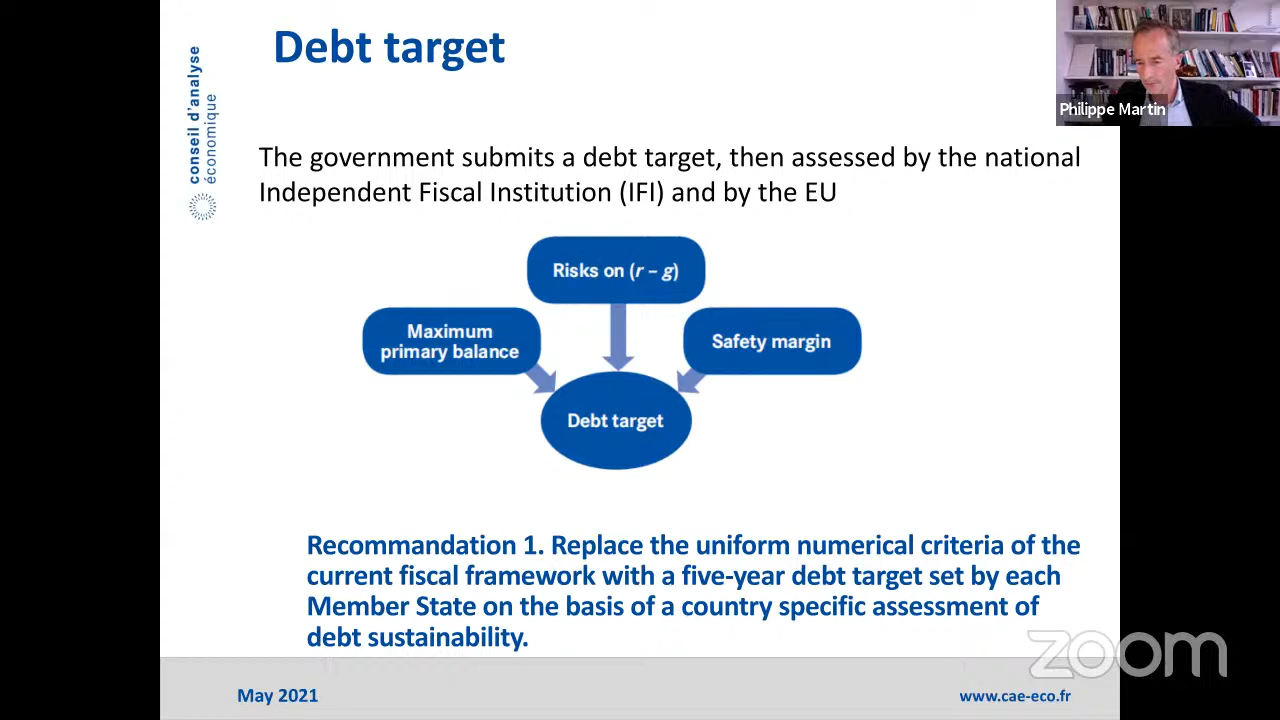 Debt target
conseil d'analyse
économique
Philippe Martin
The government submits a debt target, then assessed by the national
Independent Fiscal Institution (IFI) and by the EU
Risks on (r – g)
Maximum
primary balance
Safety margin
Debt target
Recommandation 1. Replace the uniform numerical criteria of the
current fiscal framework with a five-year debt target set by each
Member State on the basis of a country specific assessment of
debt sustainability.
zoom
May 2021
www.cae-eco.fr